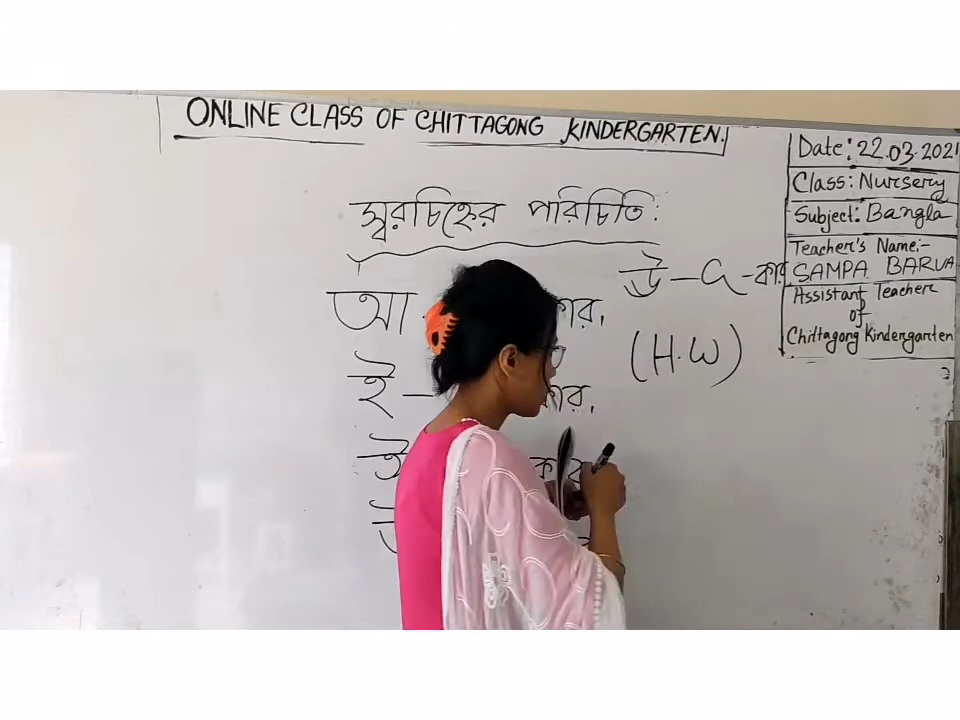 ONLINE CLASS OF CHITTAGONG KINDERGARTEN.
Date: 22.03.2021
Class: Nursery
Subject: Bangla
Teacher's Name:-
SAMPA BARUA
Assistant Teacher
of
Chittagong Kindergarten
স্বরচিহ্নের পরিচিতি :
আ কার,
ই - কার,
ঊ - ূ - কার
(H.W)